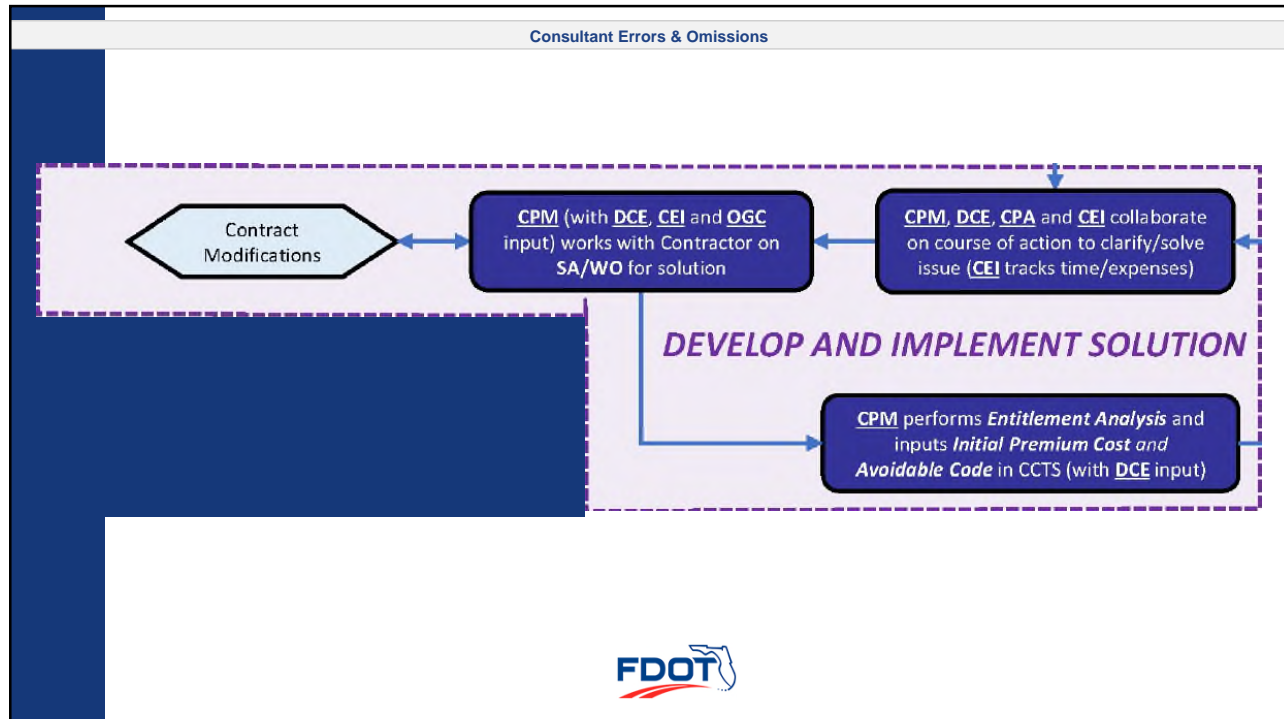 Consultant Errors & Omissions
Contract
Modifications
CPM (with DCE, CEI and OGC
input) works with Contractor on
SA/WO for solution
CPM, DCE, CPA and CEI collaborate
on course of action to clarify/solve
issue (CEI tracks time/expenses)
DEVELOP AND IMPLEMENT SOLUTION
CPM performs Entitlement Analysis and
inputs Initial Premium Cost and
Avoidable Code in CCTS (with DCE input)
FDOT